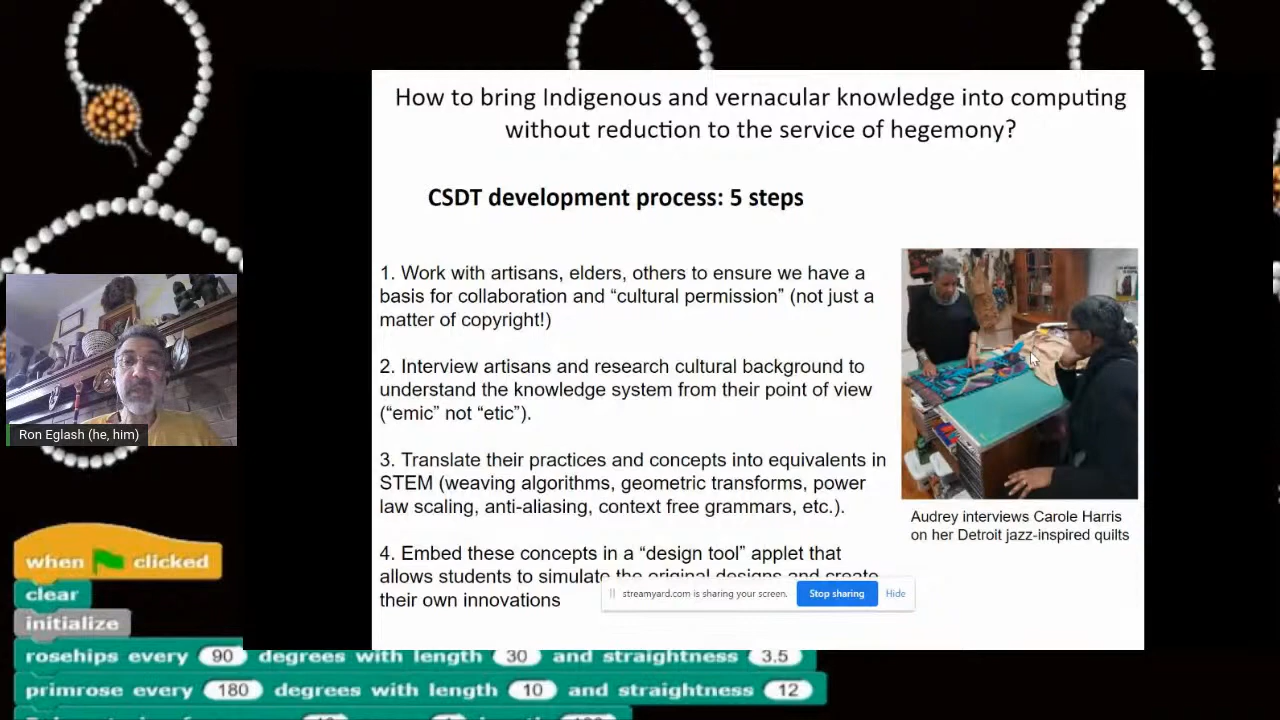 How to bring Indigenous and vernacular knowledge into computing
without reduction to the service of hegemony?
CSDT development process: 5 steps
1. Work with artisans, elders, others to ensure we have a
basis for collaboration and “cultural permission” (not just a
matter of copyright!)
2. Interview artisans and research cultural background to
understand the knowledge system from their point of view
(“emic” not “etic”).
3. Translate their practices and concepts into equivalents in
STEM (weaving algorithms, geometric transforms, power
law scaling, anti-aliasing, context free grammars, etc.).
4. Embed these concepts in a “design tool” applet that
allows students to simulate the original designs and create
their own innovations
Audrey interviews Carole Harris
on her Detroit jazz-inspired quilts
streamyard.com is sharing your screen.
Stop sharing
Hide
Ron Eglash (he, him)
when clicked
clear
initialize
rosehips every 90 degrees with length 30 and straightness 3.5
primrose every 180 degrees with length 10 and straightness 12